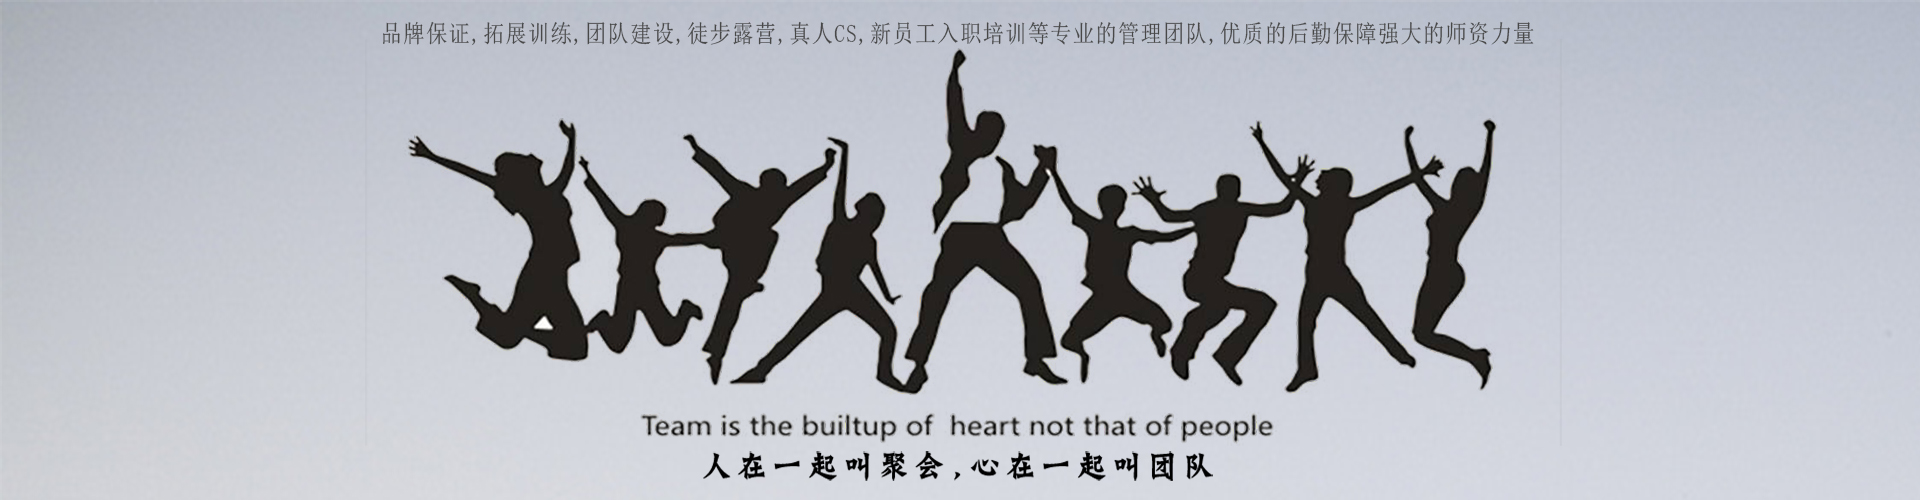 品牌保证,拓展训练,团队建设,徒步露营,真人CS,新员工入职培训等专业的管理团队,优质的后勤保障强大的师资力量
Team is the builtup of heart not that of people
人在一起叫聚会,心在一起叫团队